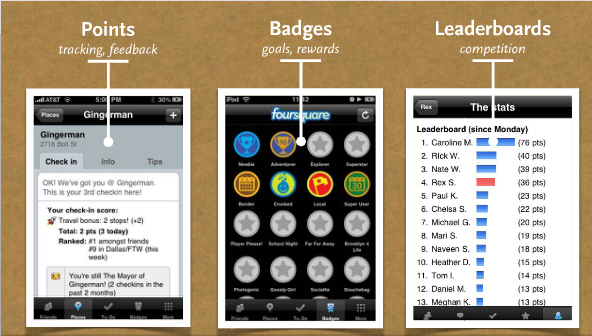 Points
tracking, feedback
Badges
goals, rewards
Leaderboards
competition
AT&T
5:00 PM
30%
Places
Gingerman
+
Gingerman
2718 Boll St
Check in
Info
Tips
OK! We've got you @ Gingerman.
This is your 3rd checkin here!
Your check-in score:
Travel bonus: 2 stops! (+2)
Total: 2 pts (3 today)
Ranked: #1 amongst friends
#9 in Dallas/FTW (this
week)
You're still The Mayor of
Gingerman! (2 checkins in the
past 2 months)
Friends
Places
To-Do
Badges
More
iPod
foursquare
Newbie
Adventurer
Explorer
Superstar
Bender
Crunked
Local
Super User
Player Please!
School Night
Far Far Away
Brooklyn 4
Life
Photogenic
Gossip Girl
Socialite
Douchebag
Friends
Places
To-Do
Badges
More
Rex
The stats
Leaderboard (since Monday)
1. Caroline M. (76 pts)
2. Rick W. (40 pts)
3. Nate W. (39 pts)
4. Rex S. (36 pts)
5. Paul K. (23 pts)
6. Chelsa S. (22 pts)
7. Michael G. (20 pts)
8. Mari S. (19 pts)
9. Naveen S. (18 pts)
10. Heather D. (15 pts)
11. Tom I. (14 pts)
12. Daniel M. (13 pts)
13. Meghan K. (13 pts)